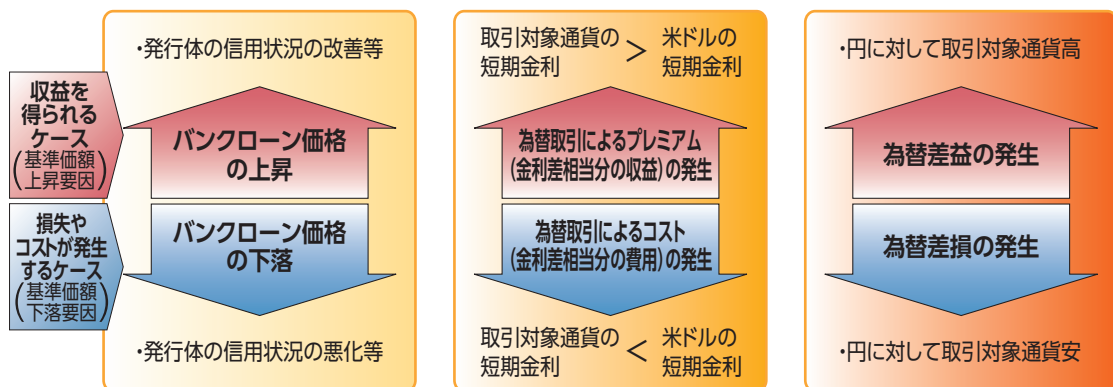 収益を
得られるケース
(基準価額
上昇要因)
損失や
コストが発生
するケース
(基準価額
下落要因)
・発行体の信用状況の改善等
バンクローン価格
の上昇
バンクローン価格
の下落
・発行体の信用状況の悪化等
取引対象通貨の
短期金利
>
米ドルの
短期金利
為替取引によるプレミアム
(金利差相当分の収益)の発生
為替取引によるコスト
(金利差相当分の費用)の発生
取引対象通貨の
短期金利
<
米ドルの
短期金利
・円に対して取引対象通貨高
為替差益の発生
為替差損の発生
・円に対して取引対象通貨安